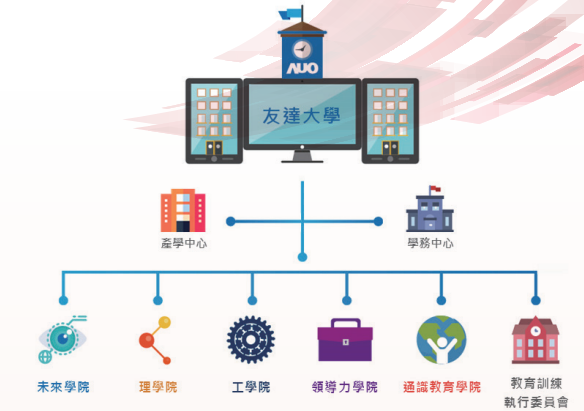 AUO
友達大學
產學中心
學務中心
未來學院
理學院
工學院
領導力學院
通識教育學院
教育訓練
執行委員會